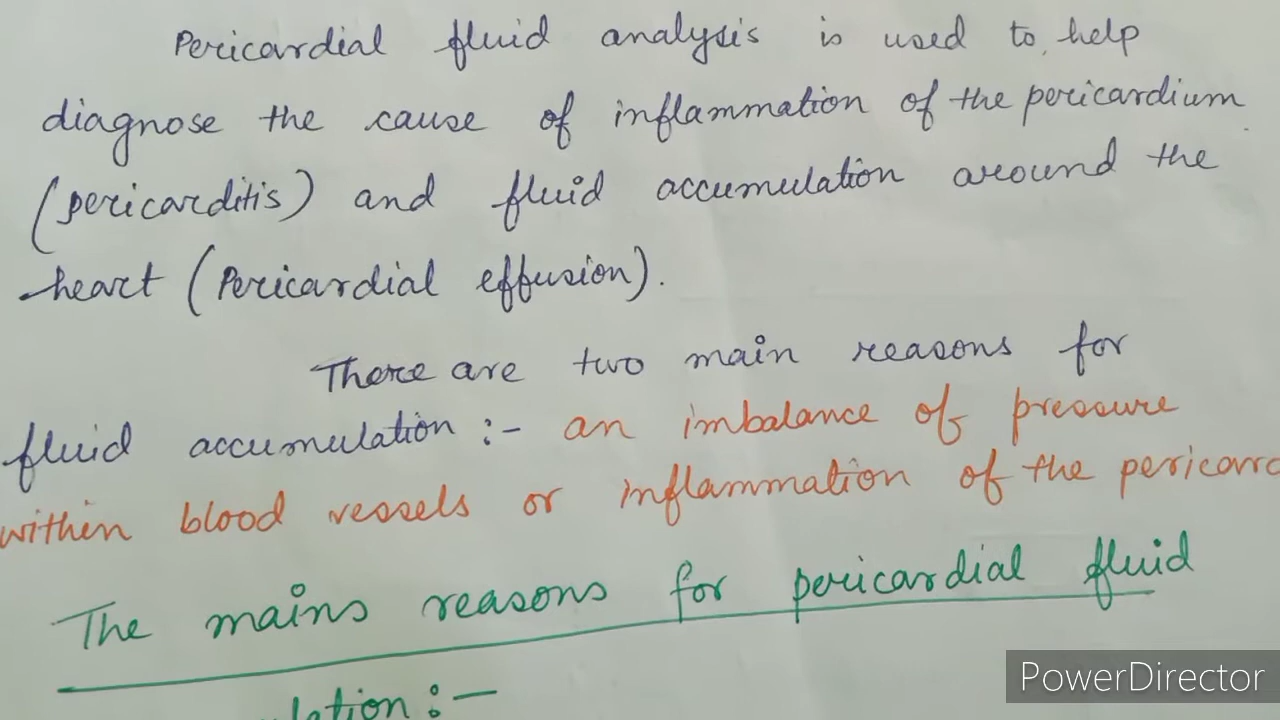 Pericardial fluid analysis is used to help
diagnose the cause of inflammation of the pericardium
(pericarditis) and fluid accumulation around the
heart (Pericardial effusion).
There are two main reasons for
fluid accumulation :- an imbalance of pressure
within blood vessels or inflammation of the pericard
The mains reasons for pericardial fluid
lation :-
PowerDirector